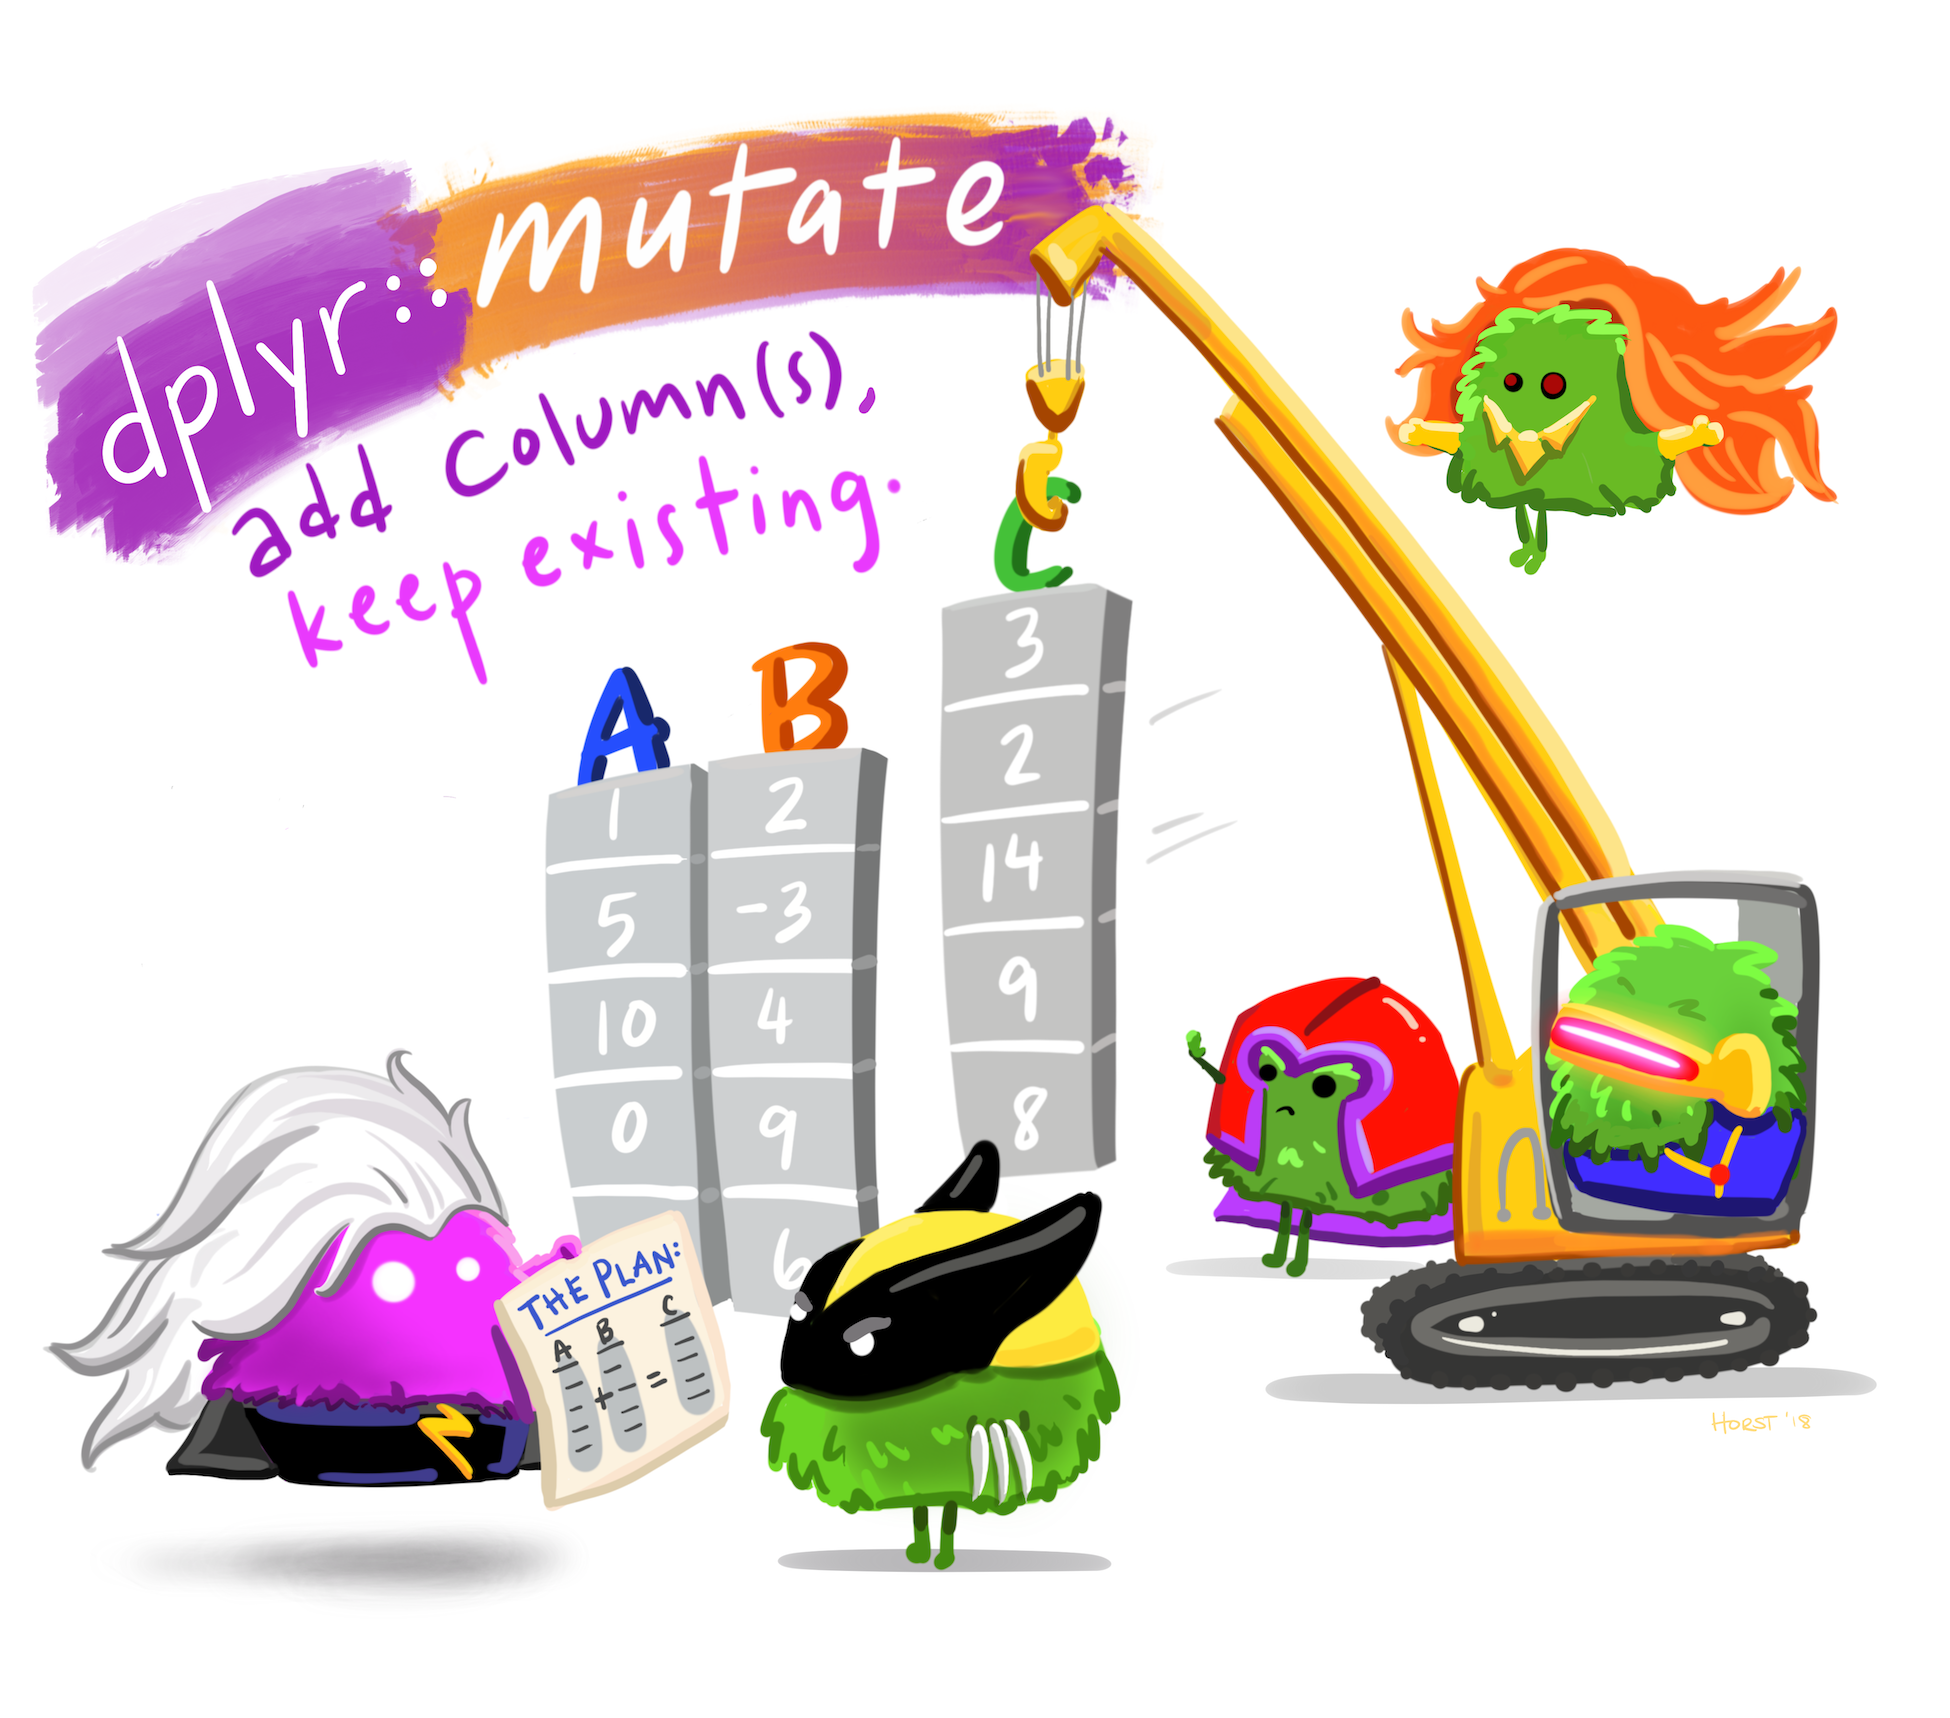 dplyr::mutate
add column(s),
keep existing.
A B C
1 2 3
5 -3 2
10 4 14
0 9 9
6 8
THE PLAN:
A B C
+ =
HORST '18